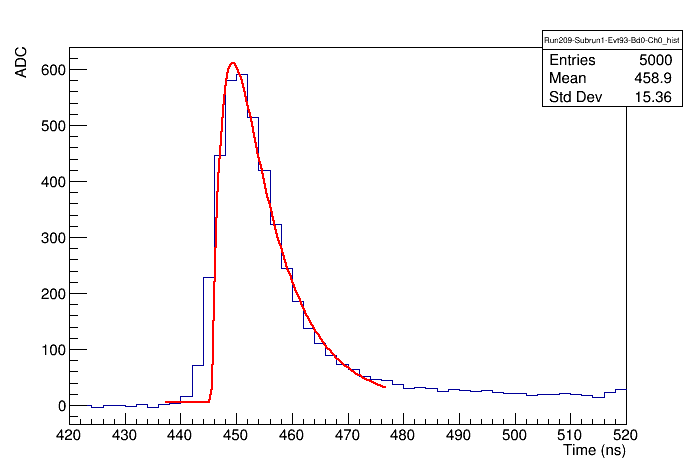 Run209-Subrun1-Evt93-Bd0-Ch0_hist
Entries 5000
Mean 458.9
Std Dev 15.36
ADC
600
500
400
300
200
100
0
420 430 440 450 460 470 480 490 500 510 520
Time (ns)